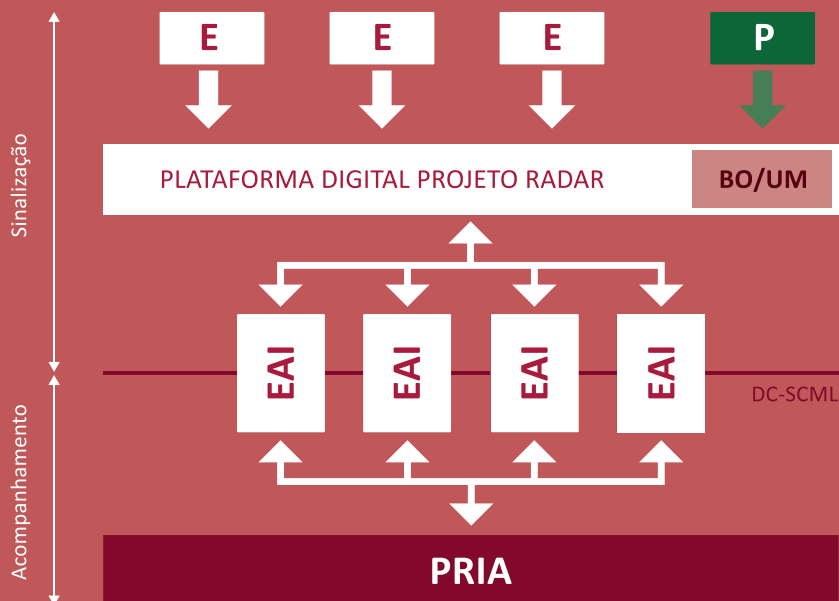 E
E
E
P
Sinalização
PLATAFORMA DIGITAL PROJETO RADAR
BO/UM
EAI
EAI
EAI
EAI
DC-SCML
Acompanhamento
PRIA